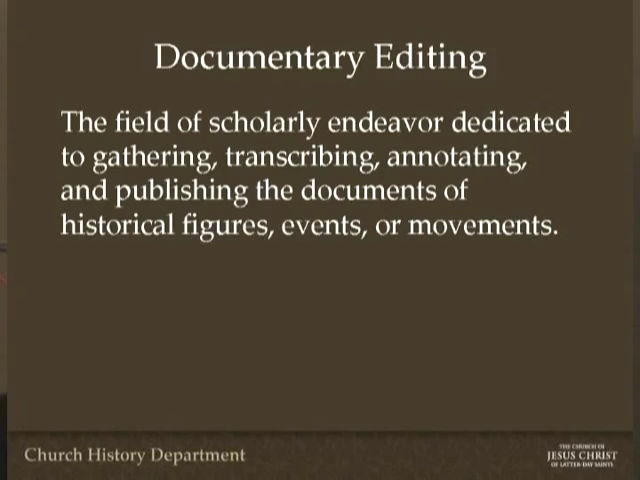 Documentary Editing
The field of scholarly endeavor dedicated
to gathering, transcribing, annotating,
and publishing the documents of
historical figures, events, or movements.
Church History Department
THE CHURCH OF
JESUS CHRIST
OF LATTER-DAY SAINTS